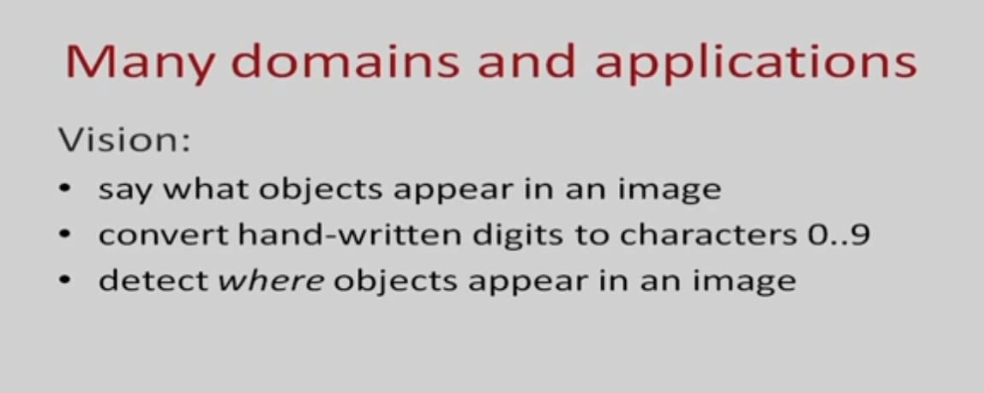 Many domains and applications
Vision:
• say what objects appear in an image
• convert hand-written digits to characters 0..9
• detect where objects appear in an image